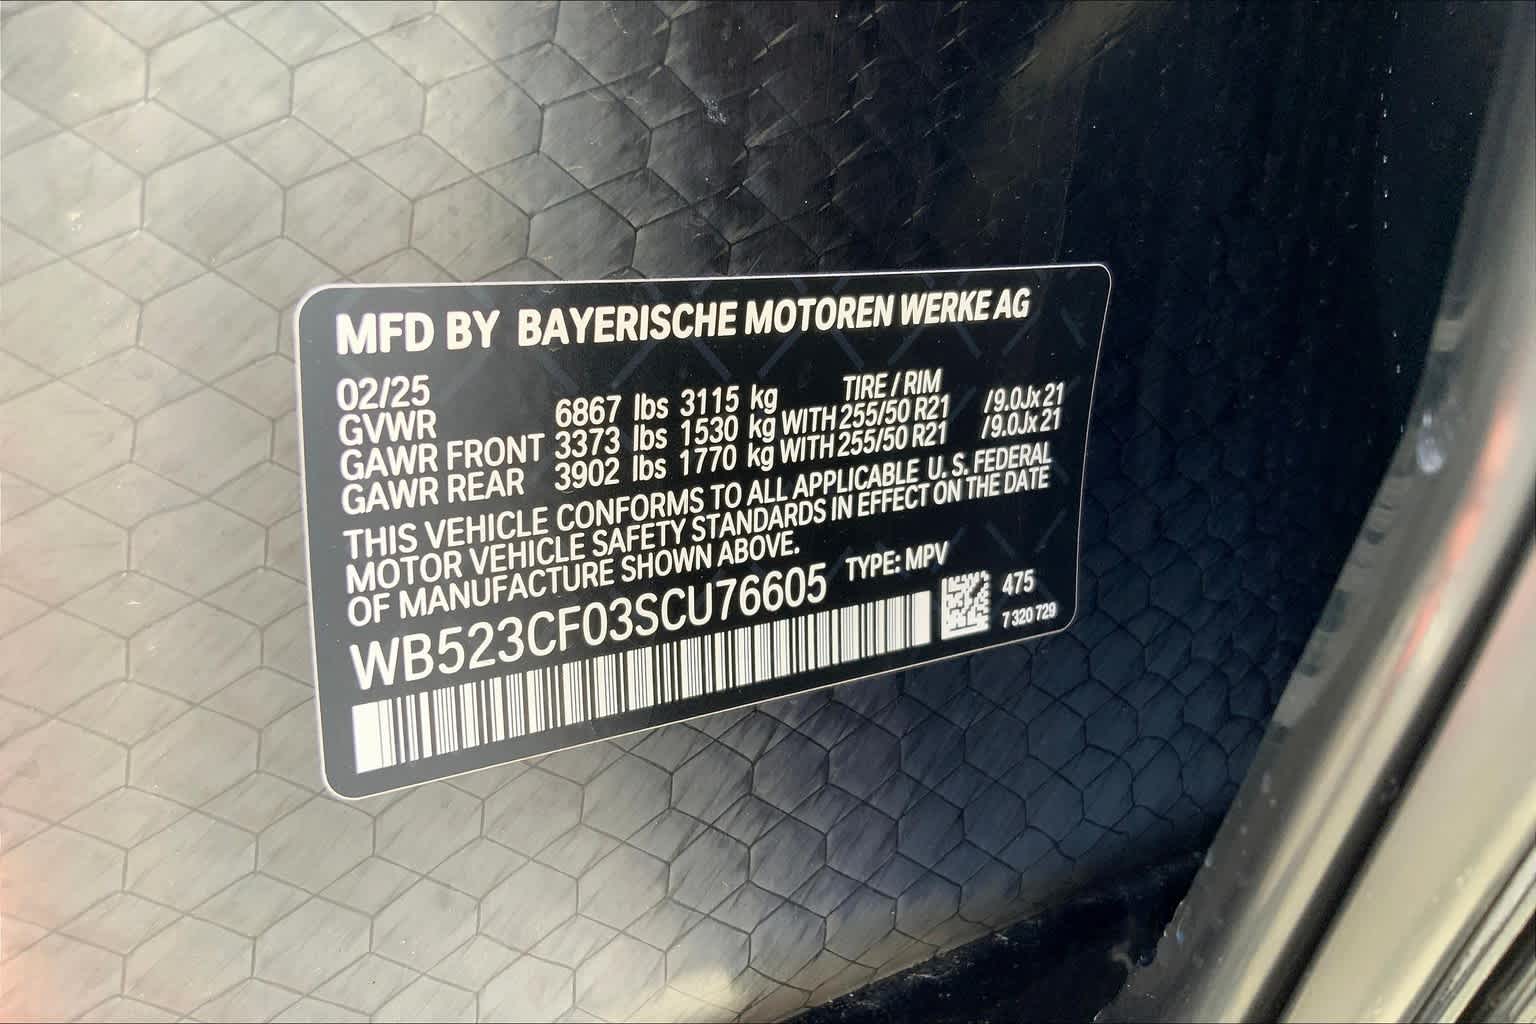 MFD BY BAYERISCHE MOTOREN WERKE AG
02/25 TIRE / RIM
GVWR 6867 lbs 3115 kg
GAWR FRONT 3373 lbs 1530 kg WITH 255/50 R21 /9.0Jx 21
GAWR REAR 3902 lbs 1770 kg WITH 255/50 R21 /9.0Jx 21
THIS VEHICLE CONFORMS TO ALL APPLICABLE U. S. FEDERAL
MOTOR VEHICLE SAFETY STANDARDS IN EFFECT ON THE DATE
OF MANUFACTURE SHOWN ABOVE.
WB523CF03SCU76605 TYPE: MPV
475
7 320 729